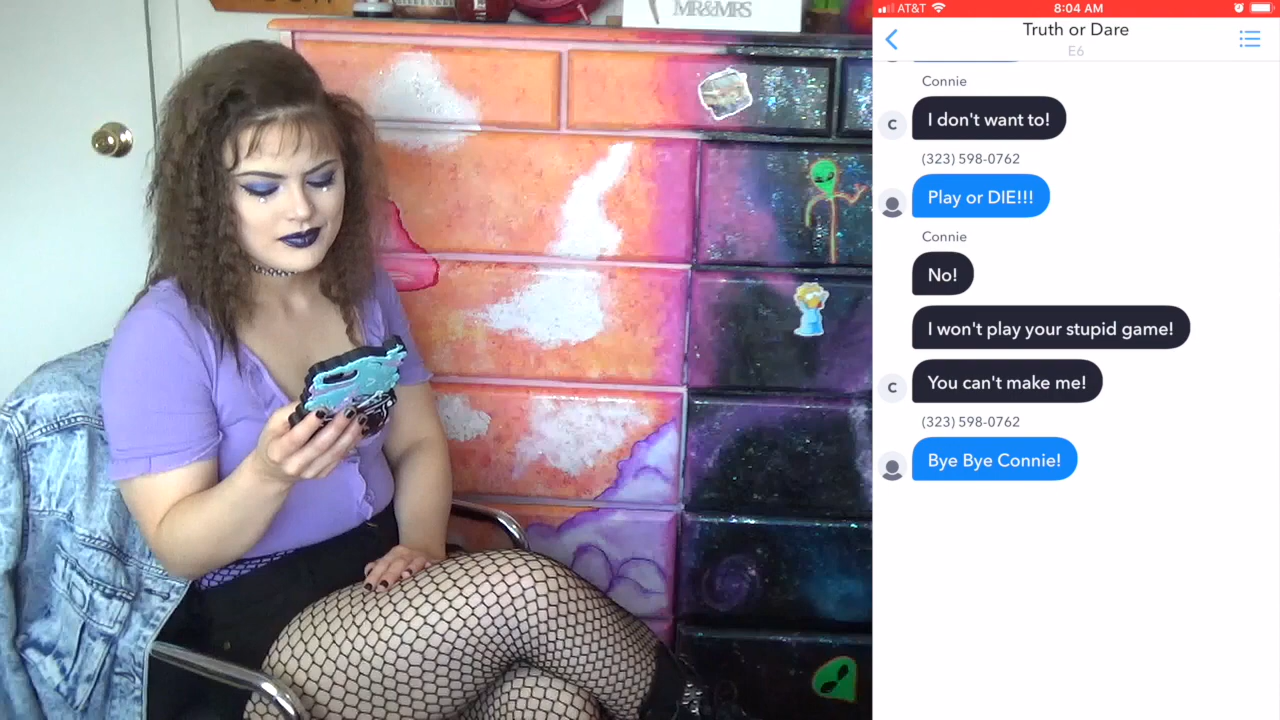 MR&MRS
AT&T
8:04 AM
Truth or Dare
E6
Connie
C
I don't want to!
(323) 598-0762
Play or DIE!!!
Connie
No!
I won't play your stupid game!
C
You can't make me!
(323) 598-0762
Bye Bye Connie!